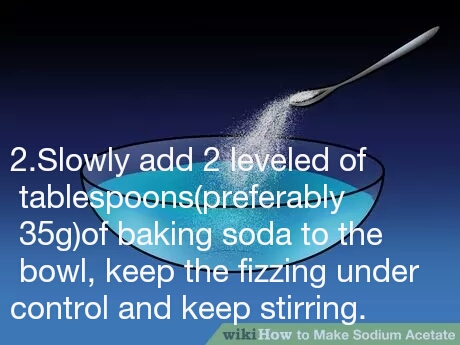 2.Slowly add 2 leveled of
tablespoons(preferably
35g)of baking soda to the
bowl, keep the fizzing under
control and keep stirring.
wikiHow to Make Sodium Acetate